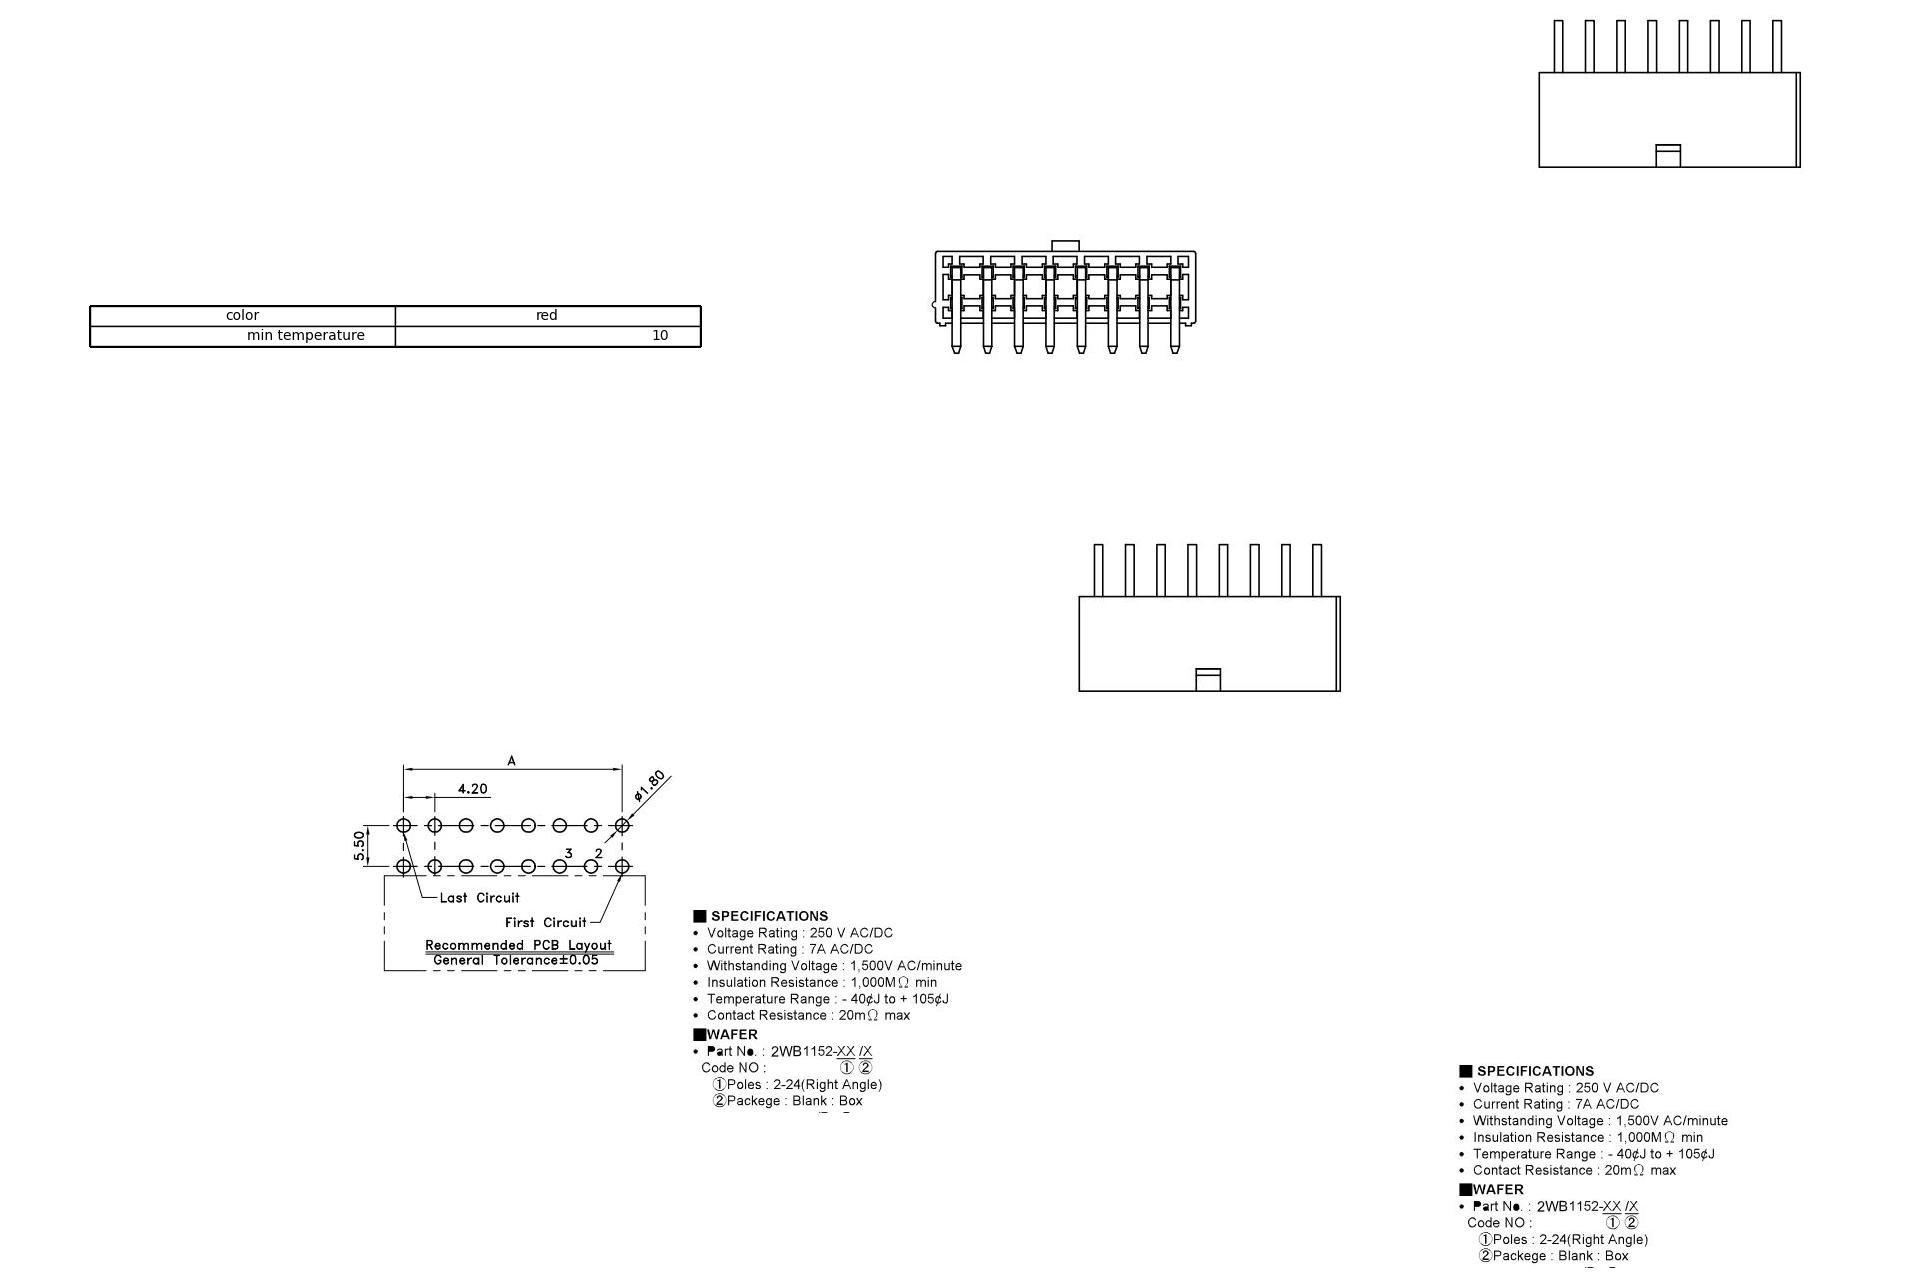 color red
min temperature 10
A
4.20
ø1.80
5.50
3 2
Last Circuit
First Circuit
Recommended PCB Layout
General Tolerance±0.05
■ SPECIFICATIONS
• Voltage Rating : 250 V AC/DC
• Current Rating : 7A AC/DC
• Withstanding Voltage : 1,500V AC/minute
• Insulation Resistance : 1,000MΩ min
• Temperature Range : - 40¢J to + 105¢J
• Contact Resistance : 20mΩ max
■WAFER
• Part No. : 2WB1152-XX /X
Code NO : ① ②
①Poles : 2-24(Right Angle)
②Packege : Blank : Box
■ SPECIFICATIONS
• Voltage Rating : 250 V AC/DC
• Current Rating : 7A AC/DC
• Withstanding Voltage : 1,500V AC/minute
• Insulation Resistance : 1,000MΩ min
• Temperature Range : - 40¢J to + 105¢J
• Contact Resistance : 20mΩ max
■WAFER
• Part No. : 2WB1152-XX /X
Code NO : ① ②
①Poles : 2-24(Right Angle)
②Packege : Blank : Box